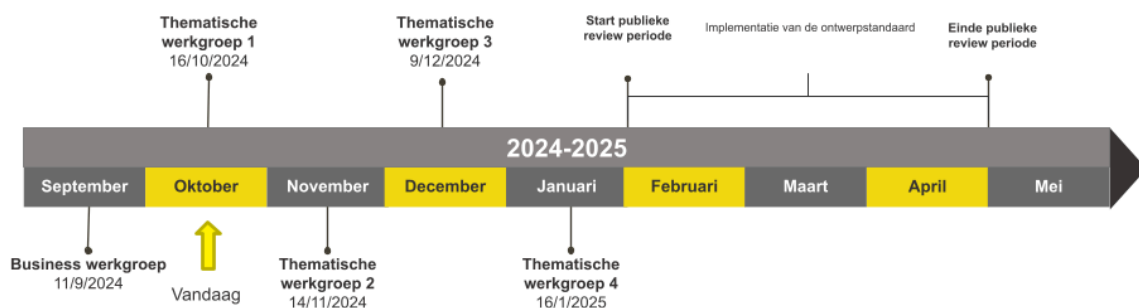 Thematische
werkgroep 1
16/10/2024
Thematische
werkgroep 3
9/12/2024
Start publieke
review periode
Implementatie van de ontwerpstandaard
Einde publieke
review periode
2024-2025
September
Oktober
November
December
Januari
Februari
Maart
April
Mei
Business werkgroep
11/9/2024
Vandaag
Thematische
werkgroep 2
14/11/2024
Thematische
werkgroep 4
16/1/2025